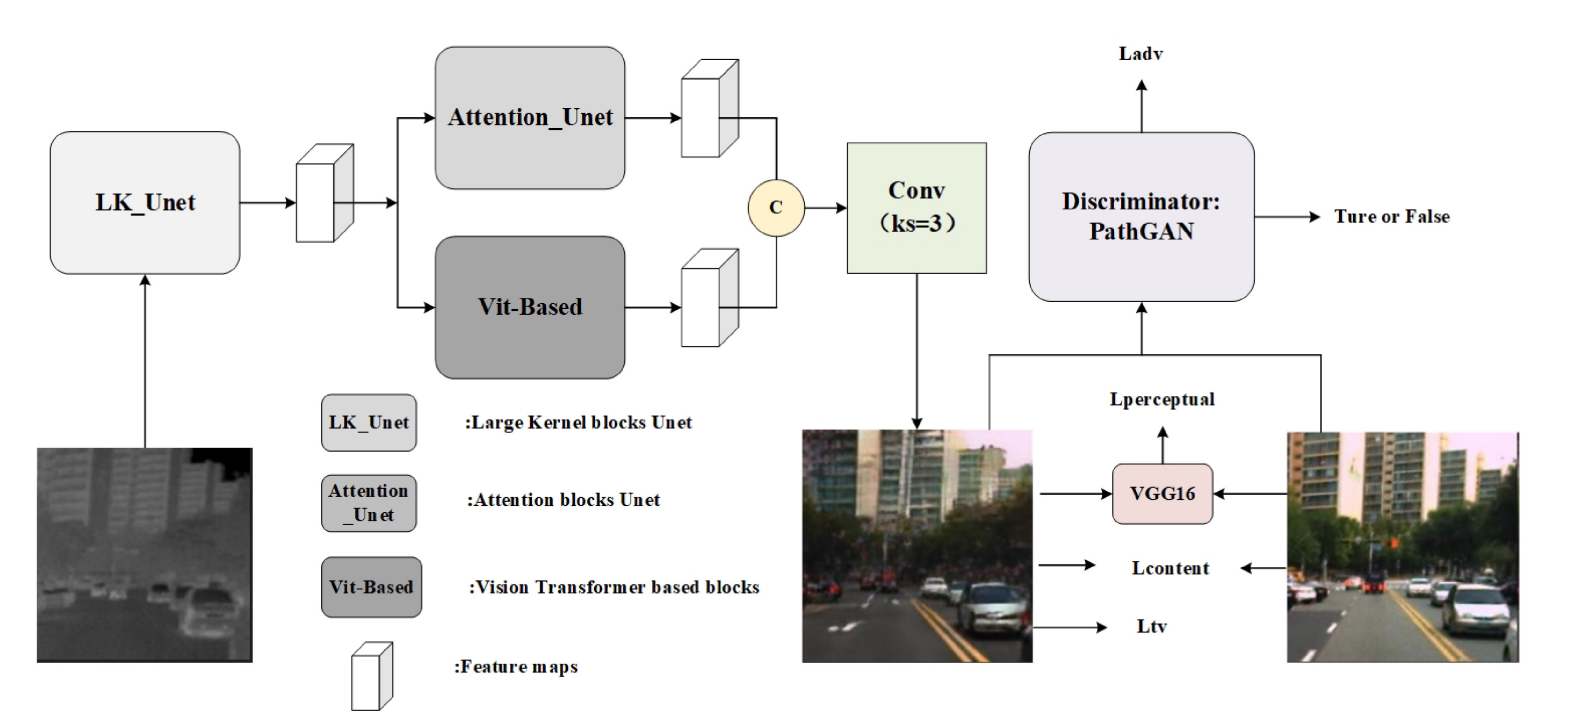 Ladv
Attention_Unet
LK_Unet
Conv
（ks=3）
C
Discriminator:
PathGAN
Ture or False
Vit-Based
Lperceptual
LK_Unet
:Large Kernel blocks Unet
Attention
_Unet
:Attention blocks Unet
VGG16
Lcontent
Vit-Based
:Vision Transformer based blocks
Ltv
:Feature maps